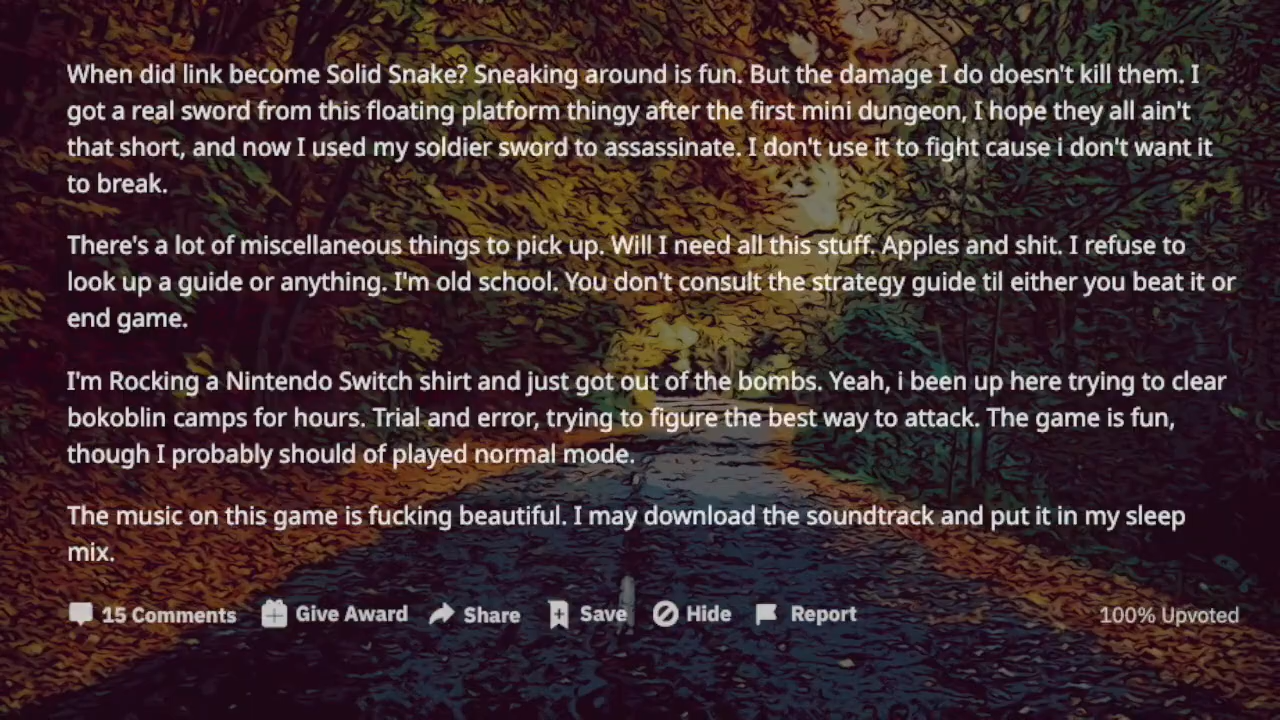 When did link become Solid Snake? Sneaking around is fun. But the damage I do doesn't kill them. I
got a real sword from this floating platform thingy after the first mini dungeon, I hope they all ain't
that short, and now I used my soldier sword to assassinate. I don't use it to fight cause i don't want it
to break.
There's a lot of miscellaneous things to pick up. Will I need all this stuff. Apples and shit. I refuse to
look up a guide or anything. I'm old school. You don't consult the strategy guide til either you beat it or
end game.
I'm Rocking a Nintendo Switch shirt and just got out of the bombs. Yeah, i been up here trying to clear
bokoblin camps for hours. Trial and error, trying to figure the best way to attack. The game is fun,
though I probably should of played normal mode.
The music on this game is fucking beautiful. I may download the soundtrack and put it in my sleep
mix.
15 Comments Give Award Share Save Hide Report 100% Upvoted